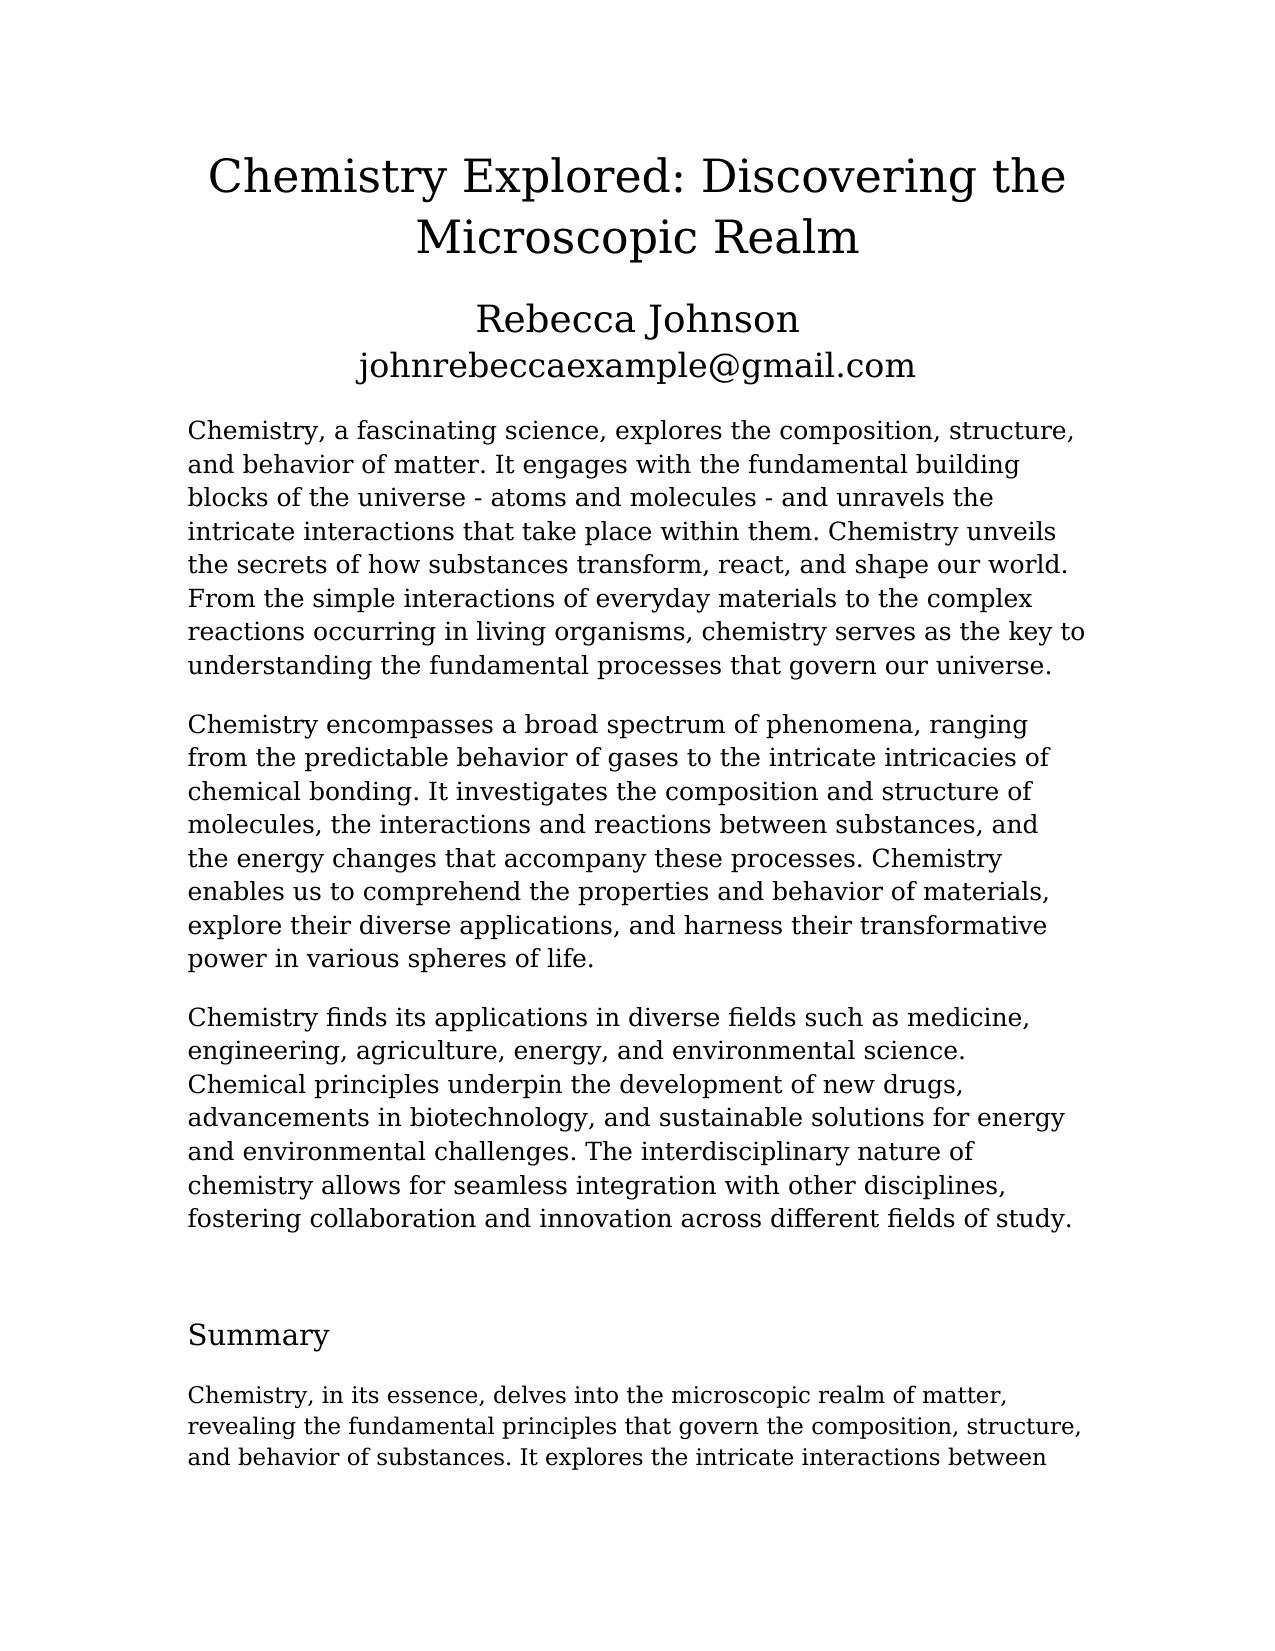 Chemistry Explored: Discovering the
Microscopic Realm
Rebecca Johnson
johnrebeccaexample@gmail.com
Chemistry, a fascinating science, explores the composition, structure,
and behavior of matter. It engages with the fundamental building
blocks of the universe - atoms and molecules - and unravels the
intricate interactions that take place within them. Chemistry unveils
the secrets of how substances transform, react, and shape our world.
From the simple interactions of everyday materials to the complex
reactions occurring in living organisms, chemistry serves as the key to
understanding the fundamental processes that govern our universe.
Chemistry encompasses a broad spectrum of phenomena, ranging
from the predictable behavior of gases to the intricate intricacies of
chemical bonding. It investigates the composition and structure of
molecules, the interactions and reactions between substances, and
the energy changes that accompany these processes. Chemistry
enables us to comprehend the properties and behavior of materials,
explore their diverse applications, and harness their transformative
power in various spheres of life.
Chemistry finds its applications in diverse fields such as medicine,
engineering, agriculture, energy, and environmental science.
Chemical principles underpin the development of new drugs,
advancements in biotechnology, and sustainable solutions for energy
and environmental challenges. The interdisciplinary nature of
chemistry allows for seamless integration with other disciplines,
fostering collaboration and innovation across different fields of study.
Summary
Chemistry, in its essence, delves into the microscopic realm of matter,
revealing the fundamental principles that govern the composition, structure,
and behavior of substances. It explores the intricate interactions between